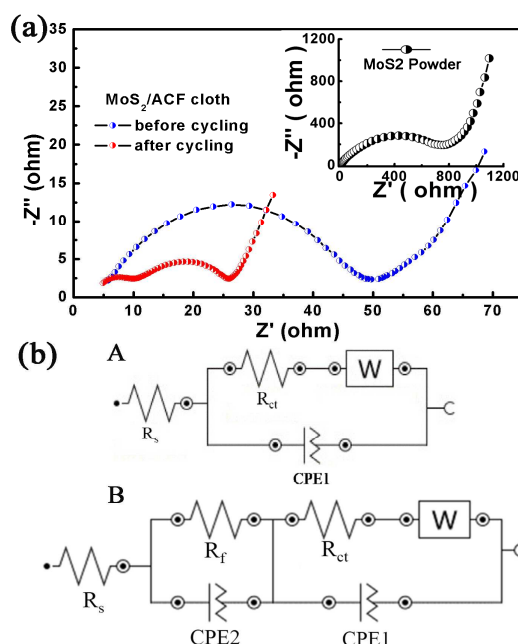 (a)
35
30
25
20
15
10
5
0
-Z'' (ohm)
MoS2/ACF cloth
before cycling
after cycling
0 10 20 30 40 50 60 70
Z' (ohm)
1200
800
400
0
-Z'' ( ohm)
MoS2 Powder
0 400 800 1200
Z' ( ohm)
(b)
A
Rs
Rct
W
CPE1
B
Rs
Rf
Rct
W
CPE2
CPE1